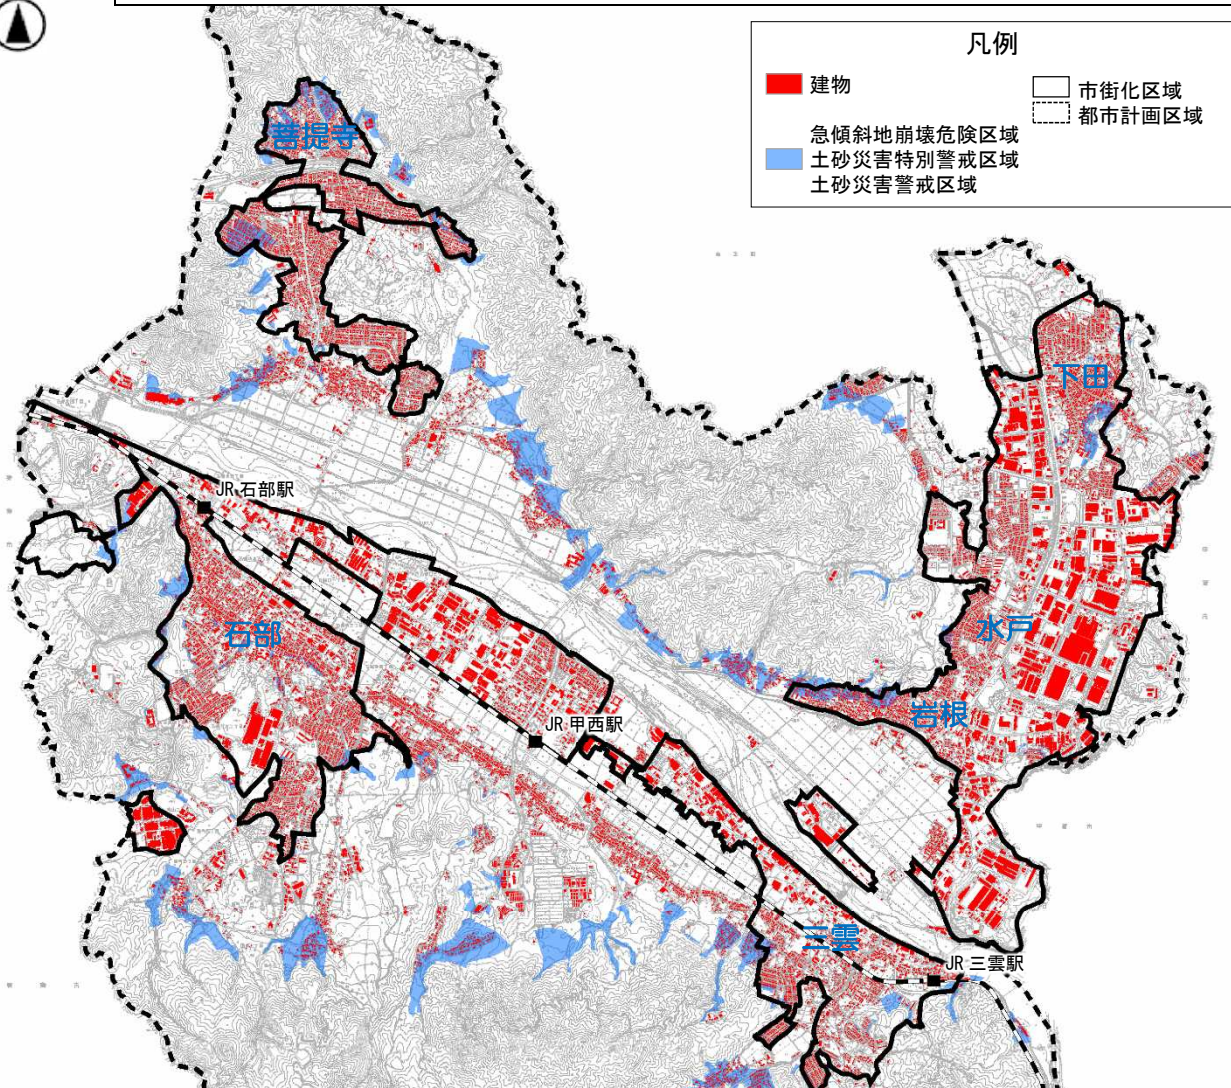 凡例
建物
市街化区域
都市計画区域
急傾斜地崩壊危険区域
土砂災害特別警戒区域
土砂災害警戒区域
菩提寺
下田
JR 石部駅
石部
水戸
岩根
JR 甲西駅
三雲
JR 三雲駅